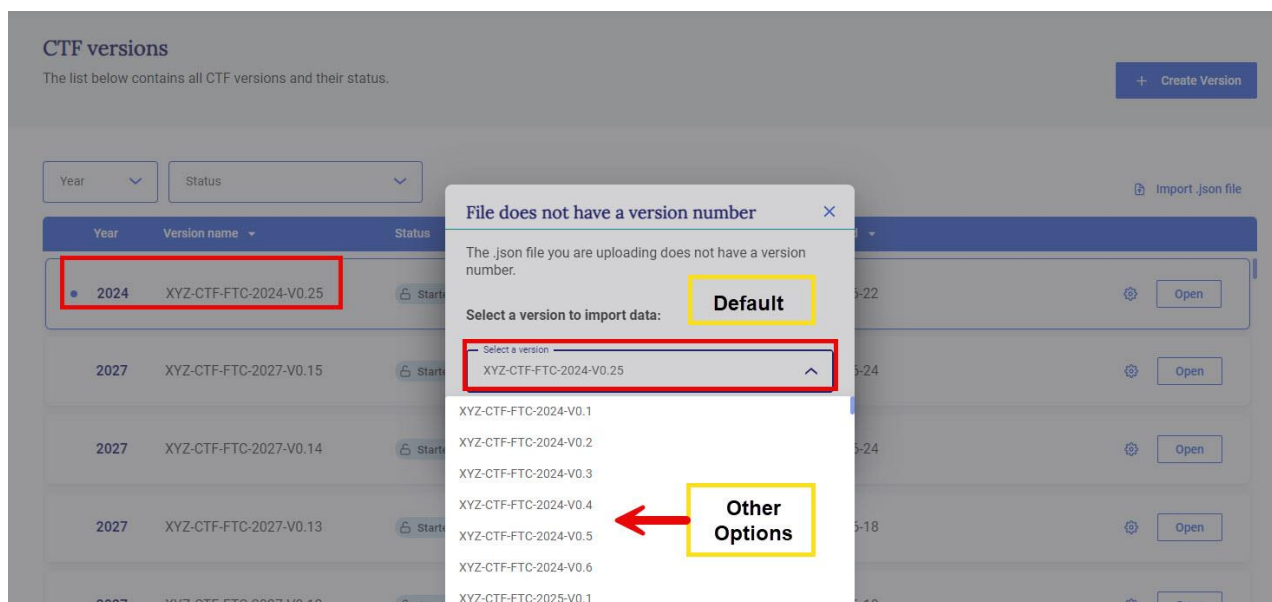 CTF versions
The list below contains all CTF versions and their status.
+ Create Version
Year
Status
Import .json file
Year Version name Status
2024 XYZ-CTF-FTC-2024-V0.25
Open
2027 XYZ-CTF-FTC-2027-V0.15
-24 Open
2027 XYZ-CTF-FTC-2027-V0.14
-24 Open
2027 XYZ-CTF-FTC-2027-V0.13
-18 Open
File does not have a version number
The .json file you are uploading does not have a version
number.
Default
Select a version to import data:
Select a version
XYZ-CTF-FTC-2024-V0.25
XYZ-CTF-FTC-2024-V0.1
XYZ-CTF-FTC-2024-V0.2
XYZ-CTF-FTC-2024-V0.3
XYZ-CTF-FTC-2024-V0.4
XYZ-CTF-FTC-2024-V0.5
XYZ-CTF-FTC-2024-V0.6
XYZ-CTF-FTC-2025-V0.1
Other
Options